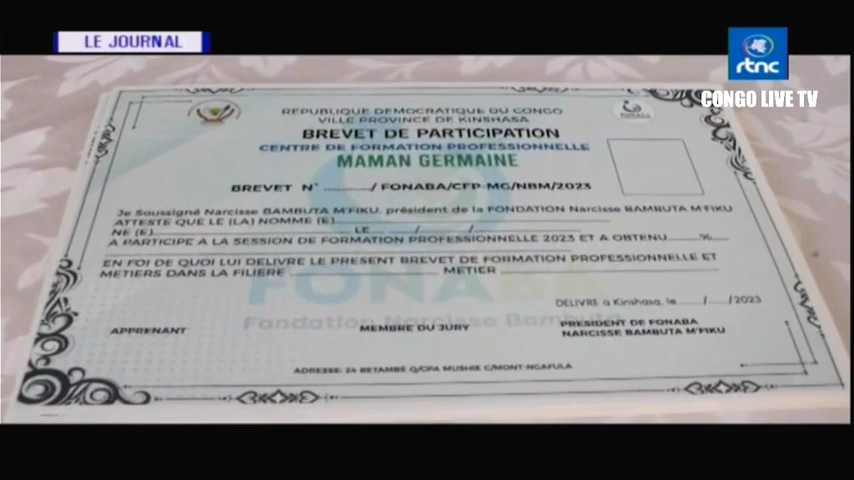 LE JOURNAL
rtnc
CONGO LIVE TV
REPUBLIQUE DEMOCRATIQUE DU CONGO
VILLE PROVINCE DE KINSHASA
BREVET DE PARTICIPATION
CENTRE DE FORMATION PROFESSIONNELLE
MAMAN GERMAINE
FONABA
BREVET N° ............/ FONABA/CFP-MG/NBM/2023
Je Soussigné Narcisse BAMBUTA M'FIKU, président de la FONDATION Narcisse BAMBUTA M'FIKU
ATTESTE QUE LE (LA) NOMME (E)
NE (E) LE / /
A PARTICIPE A LA SESSION DE FORMATION PROFESSIONNELLE 2023 ET A OBTENU %
EN FOI DE QUOI LUI DELIVRE LE PRESENT BREVET DE FORMATION PROFESSIONNELLE ET
METIERS DANS LA FILIERE METIER
FONABA
Fondation Narcisse Bambuta
DELIVRE à Kinshasa, le / /2023
APPRENANT MEMBRE DU JURY PRESIDENT DE FONABA
NARCISSE BAMBUTA M'FIKU
ADRESSE: 24 BETAMBE Q/CPA MUSHIE C/MONT-NGAFULA